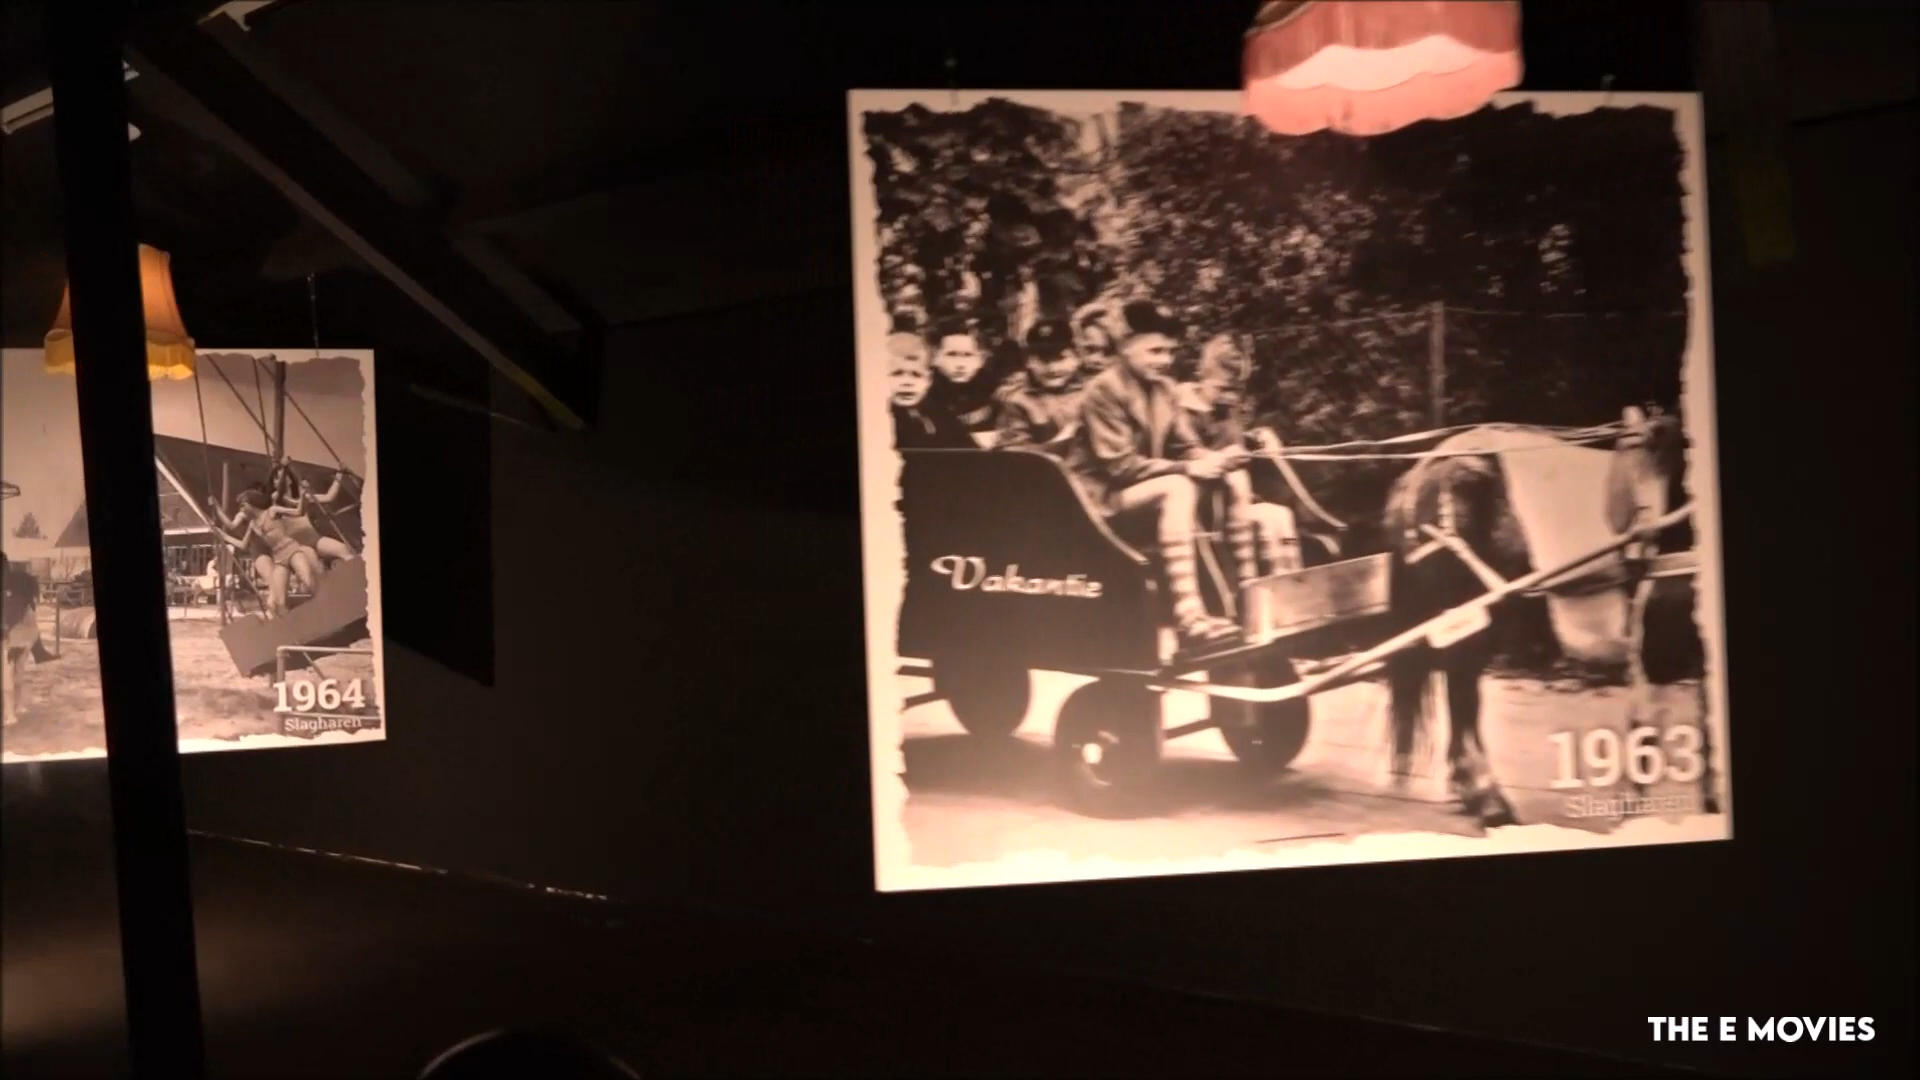 1964
Slagharen
Vakantie
1963
Slagharen
THE E MOVIES